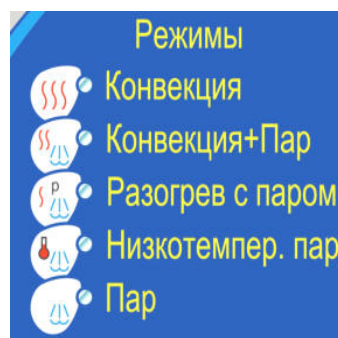 Режимы
Конвекция
Конвекция+Пар
p
Разогрев с паром
Низкотемпер. пар
Пар